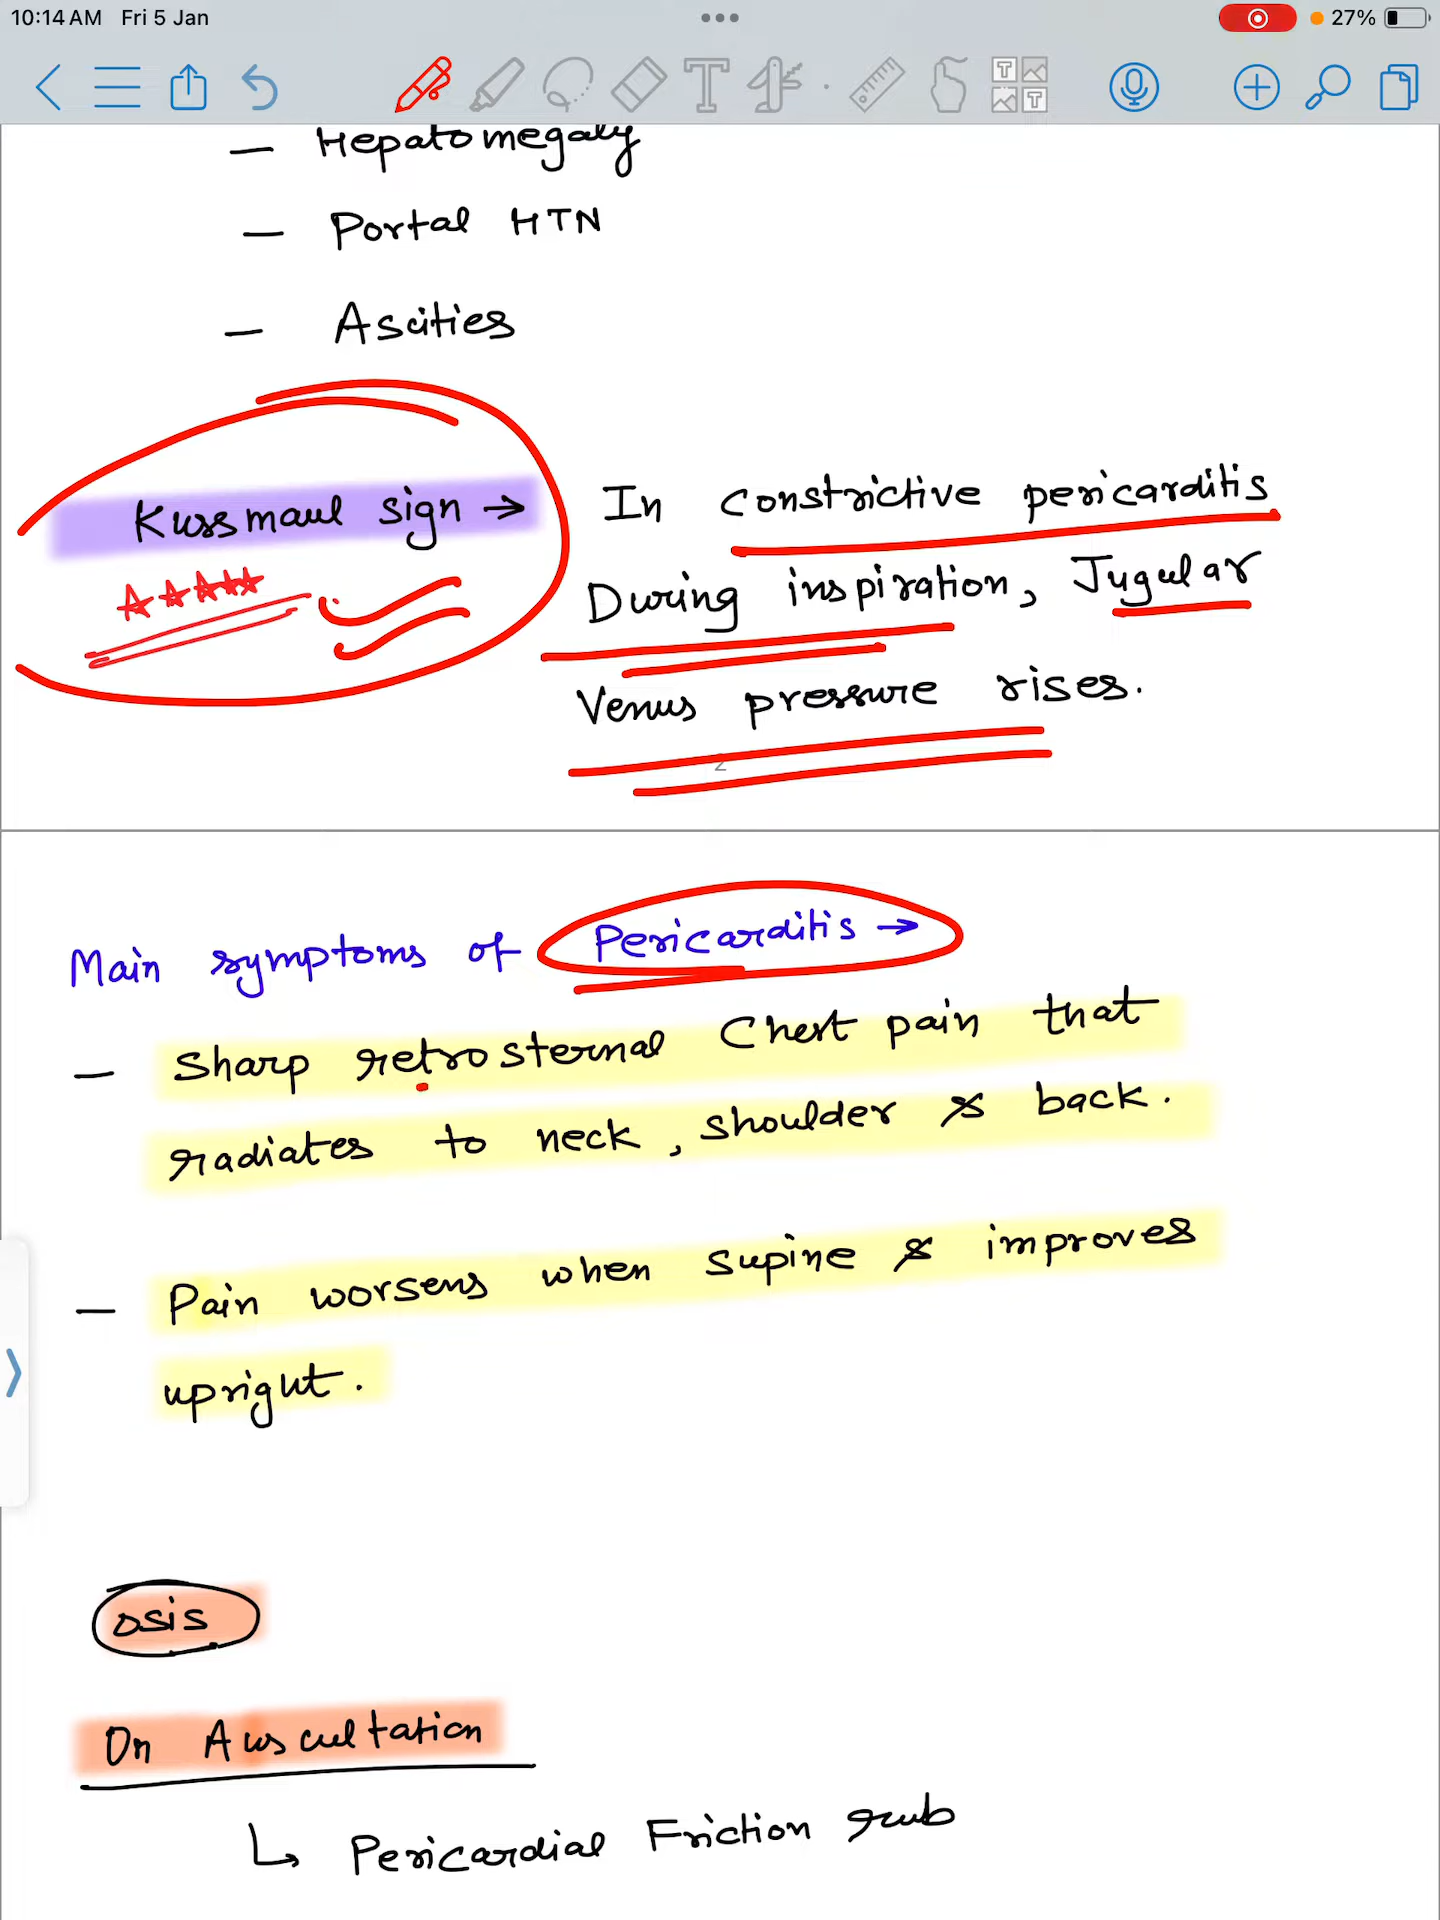 10:14 AM Fri 5 Jan
27%
— Hepatomegaly
— Portal HTN
— Ascities
Kussmaul sign → In Constrictive pericarditis
During inspiration, Jugular
Venus pressure rises.
2
Main symptoms of Pericarditis →
— Sharp retrosternal Chest pain that
radiates to neck, shoulder & back.
— Pain worsens when supine & improves
upright.
osis
On Auscultation
↳ Pericardial Friction rub